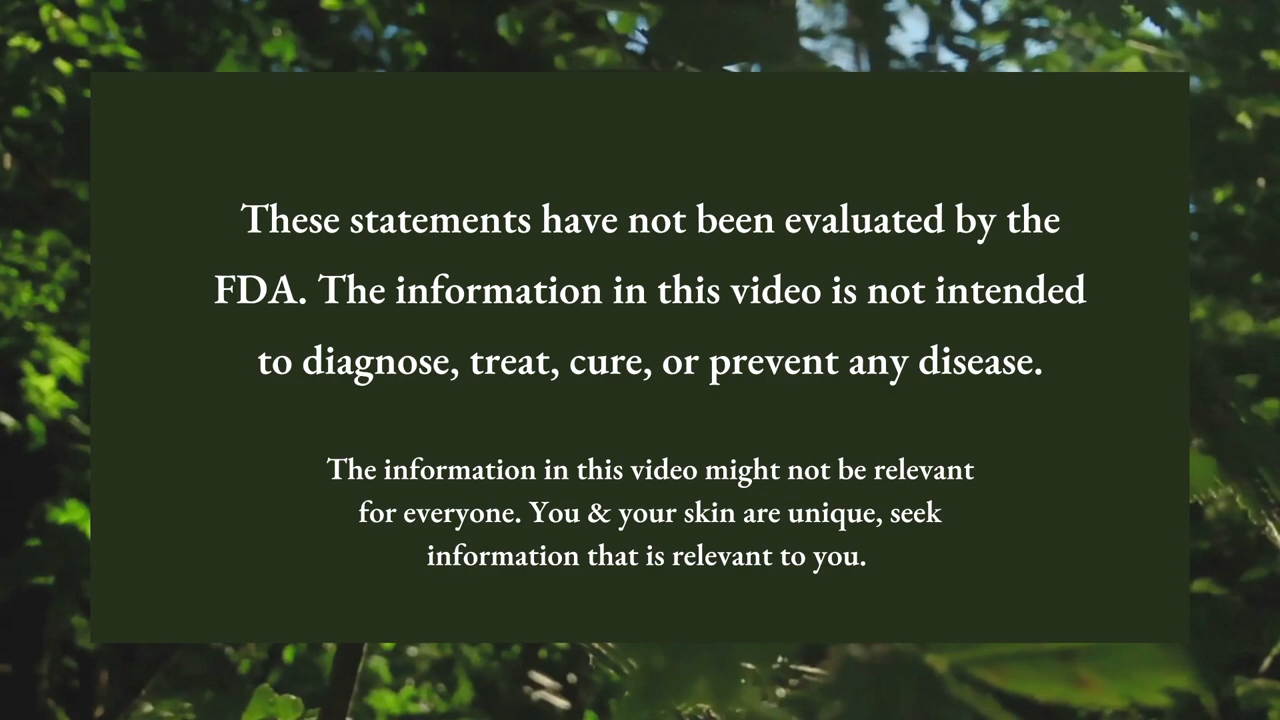 These statements have not been evaluated by the
FDA. The information in this video is not intended
to diagnose, treat, cure, or prevent any disease.
The information in this video might not be relevant
for everyone. You & your skin are unique, seek
information that is relevant to you.